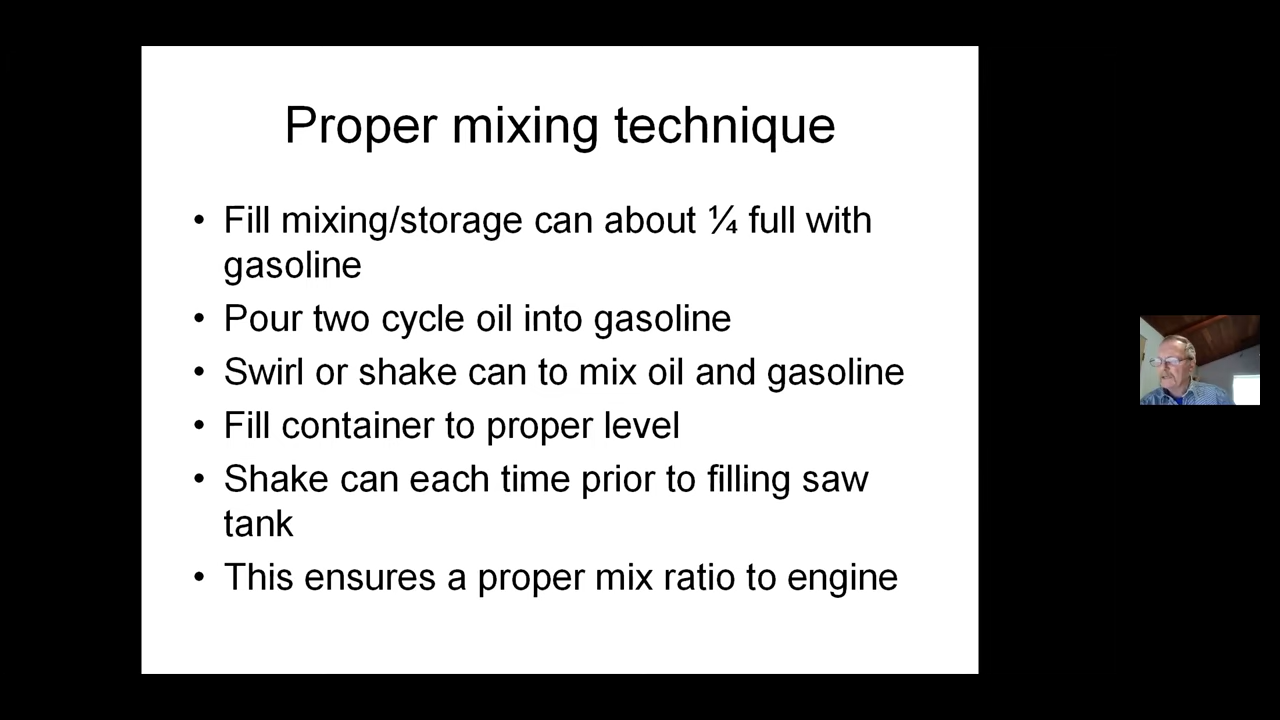 Proper mixing technique
• Fill mixing/storage can about ¼ full with
gasoline
• Pour two cycle oil into gasoline
• Swirl or shake can to mix oil and gasoline
• Fill container to proper level
• Shake can each time prior to filling saw
tank
• This ensures a proper mix ratio to engine